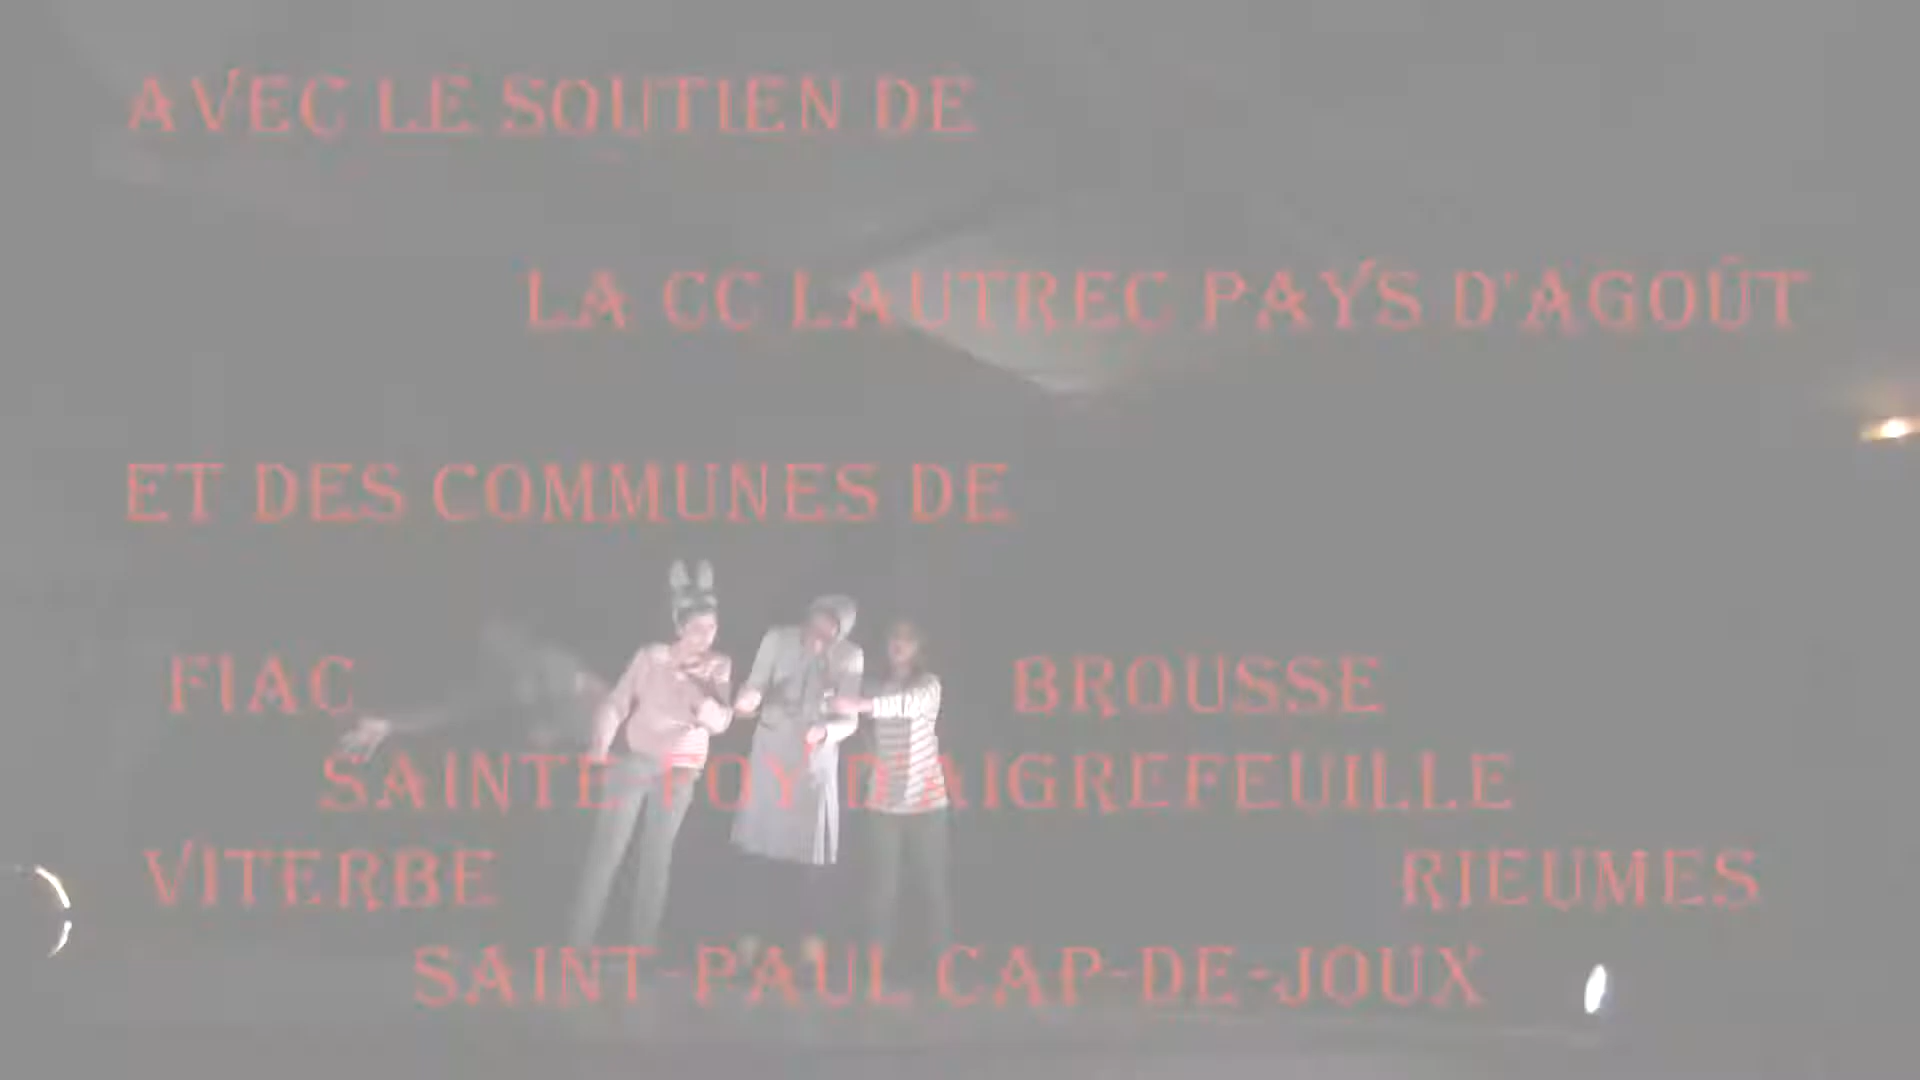 AVEC LE SOUTIEN DE
LA CC LAUTREC PAYS D'AGOÛT
ET DES COMMUNES DE
FIAC BROUSSE
SAINTE FOY D'AIGREFEUILLE
VITERBE RIEUMES
SAINT-PAUL CAP-DE-JOUX